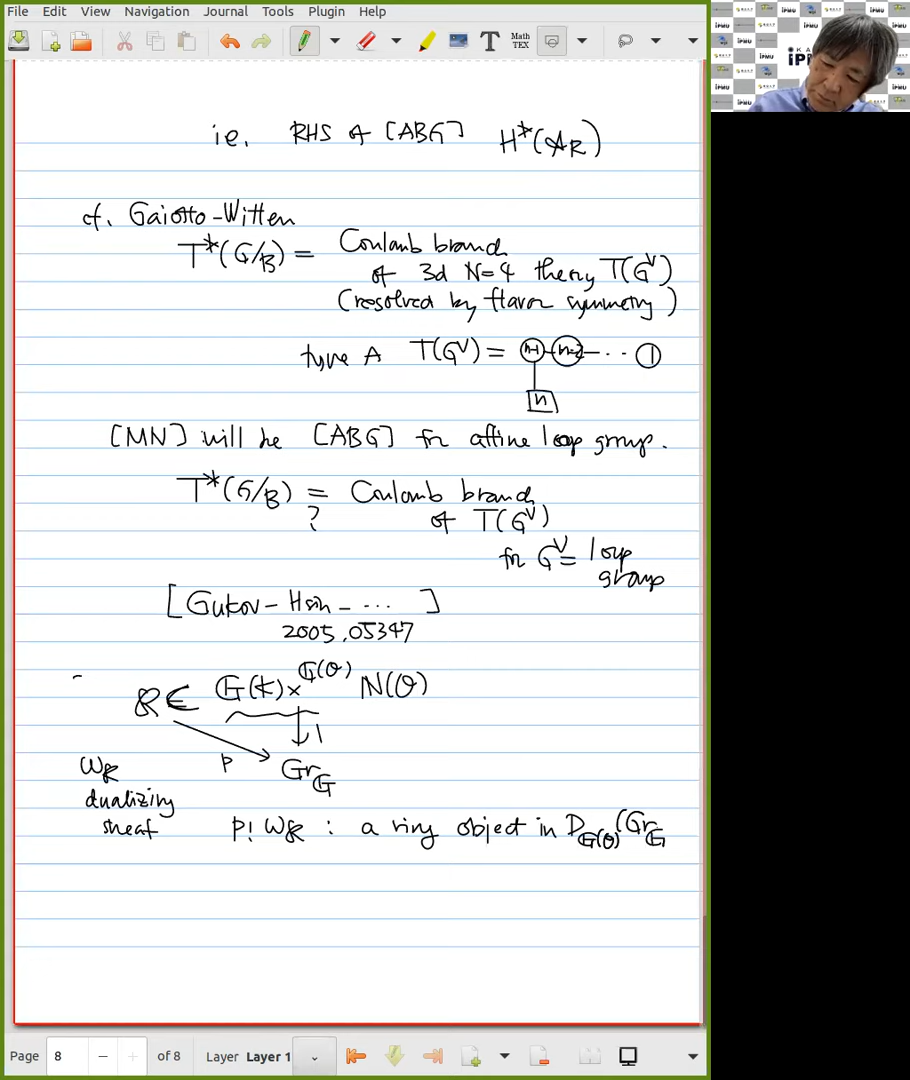 File Edit View Navigate Journal Tools Plugin Help
Math TEX
i.e. RHS of [ABG] H*(A_R)
cf. Gaiotto-Witten
T*(G/B) = Coulomb branch
of 3d N=4 theory T(G^∨)
(resolved by flavor symmetry)
type A T(G^∨) = (n-1)-(n-2)-···(1)
n
[MN] will be [ABG] for affine loop group.
T*(G/B) =? Coulomb branch
of T(G^∨)
for G^∨ = loop
group
[Gukov-Hsin-...]
2005.05347
R ⊂ G(K) ×^{G(O)} N(O)
p
Gr_G
ω_R
dualizing
sheaf
p! ω_R : a ring object in D_{G(O)}(Gr_G
Page 8 of 8 Layer Layer 1